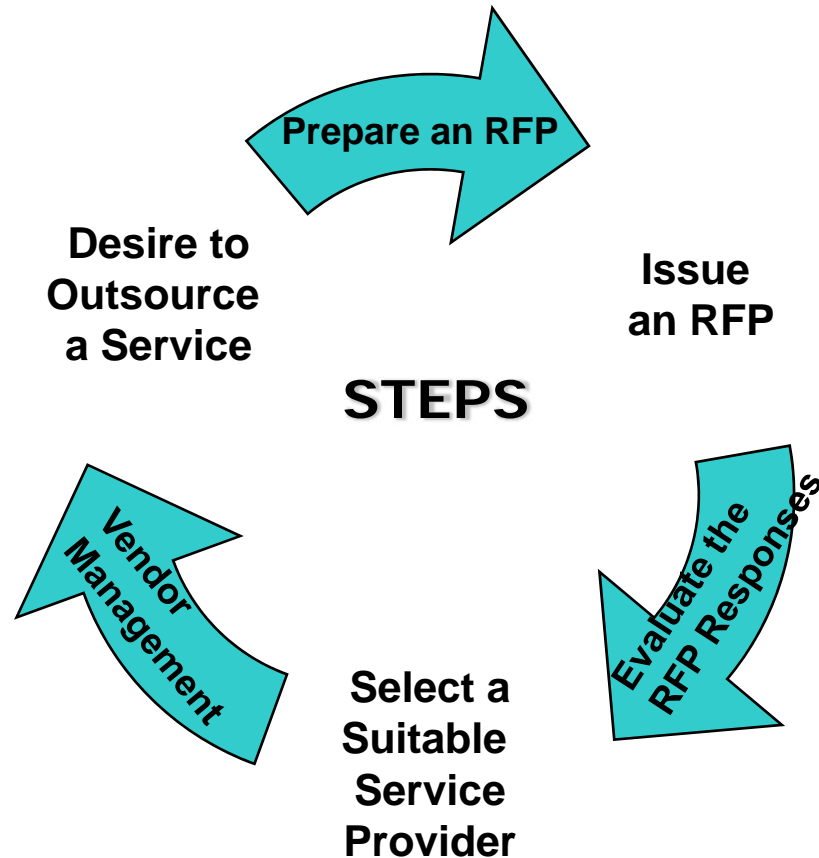 Prepare an RFP
Desire to
Outsource
a Service
Issue
an RFP
STEPS
Evaluate the
RFP Responses
Vendor
Management
Select a
Suitable
Service
Provider